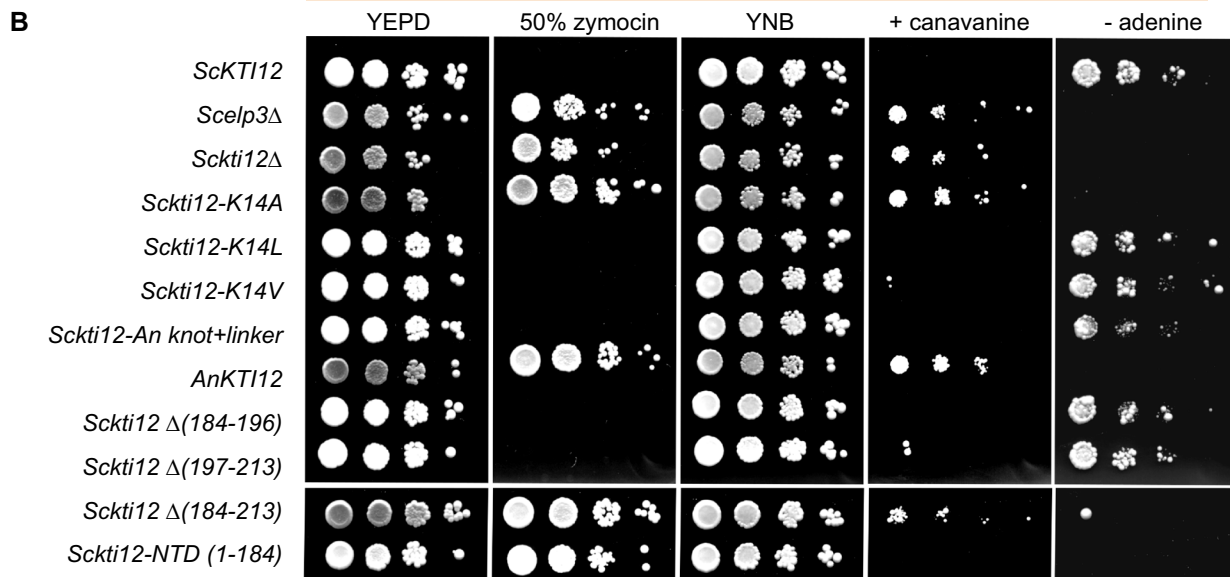 B
YEPD 50% zymocin YNB + canavanine - adenine
ScKTI12
Scelp3Δ
Sckti12Δ
Sckti12-K14A
Sckti12-K14L
Sckti12-K14V
Sckti12-An knot+linker
AnKTI12
Sckti12 Δ(184-196)
Sckti12 Δ(197-213)
Sckti12 Δ(184-213)
Sckti12-NTD (1-184)